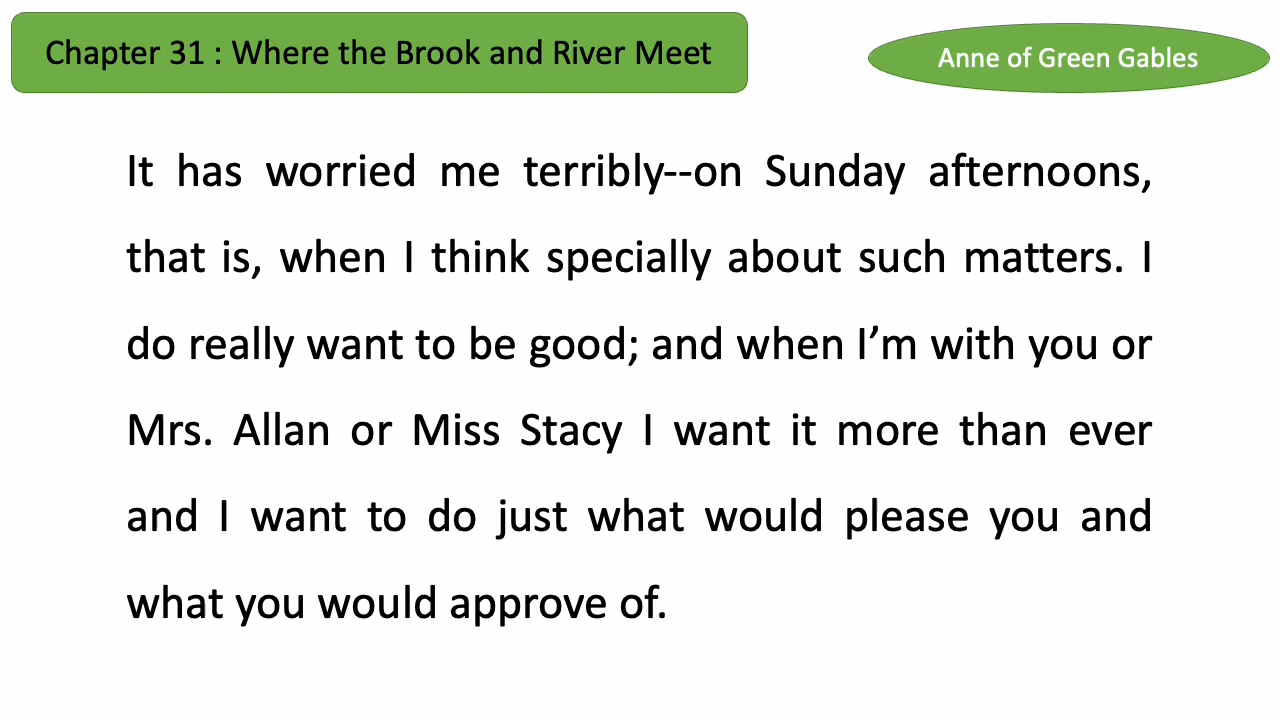 Chapter 31 : Where the Brook and River Meet
Anne of Green Gables
It has worried me terribly--on Sunday afternoons,
that is, when I think specially about such matters. I
do really want to be good; and when I’m with you or
Mrs. Allan or Miss Stacy I want it more than ever
and I want to do just what would please you and
what you would approve of.